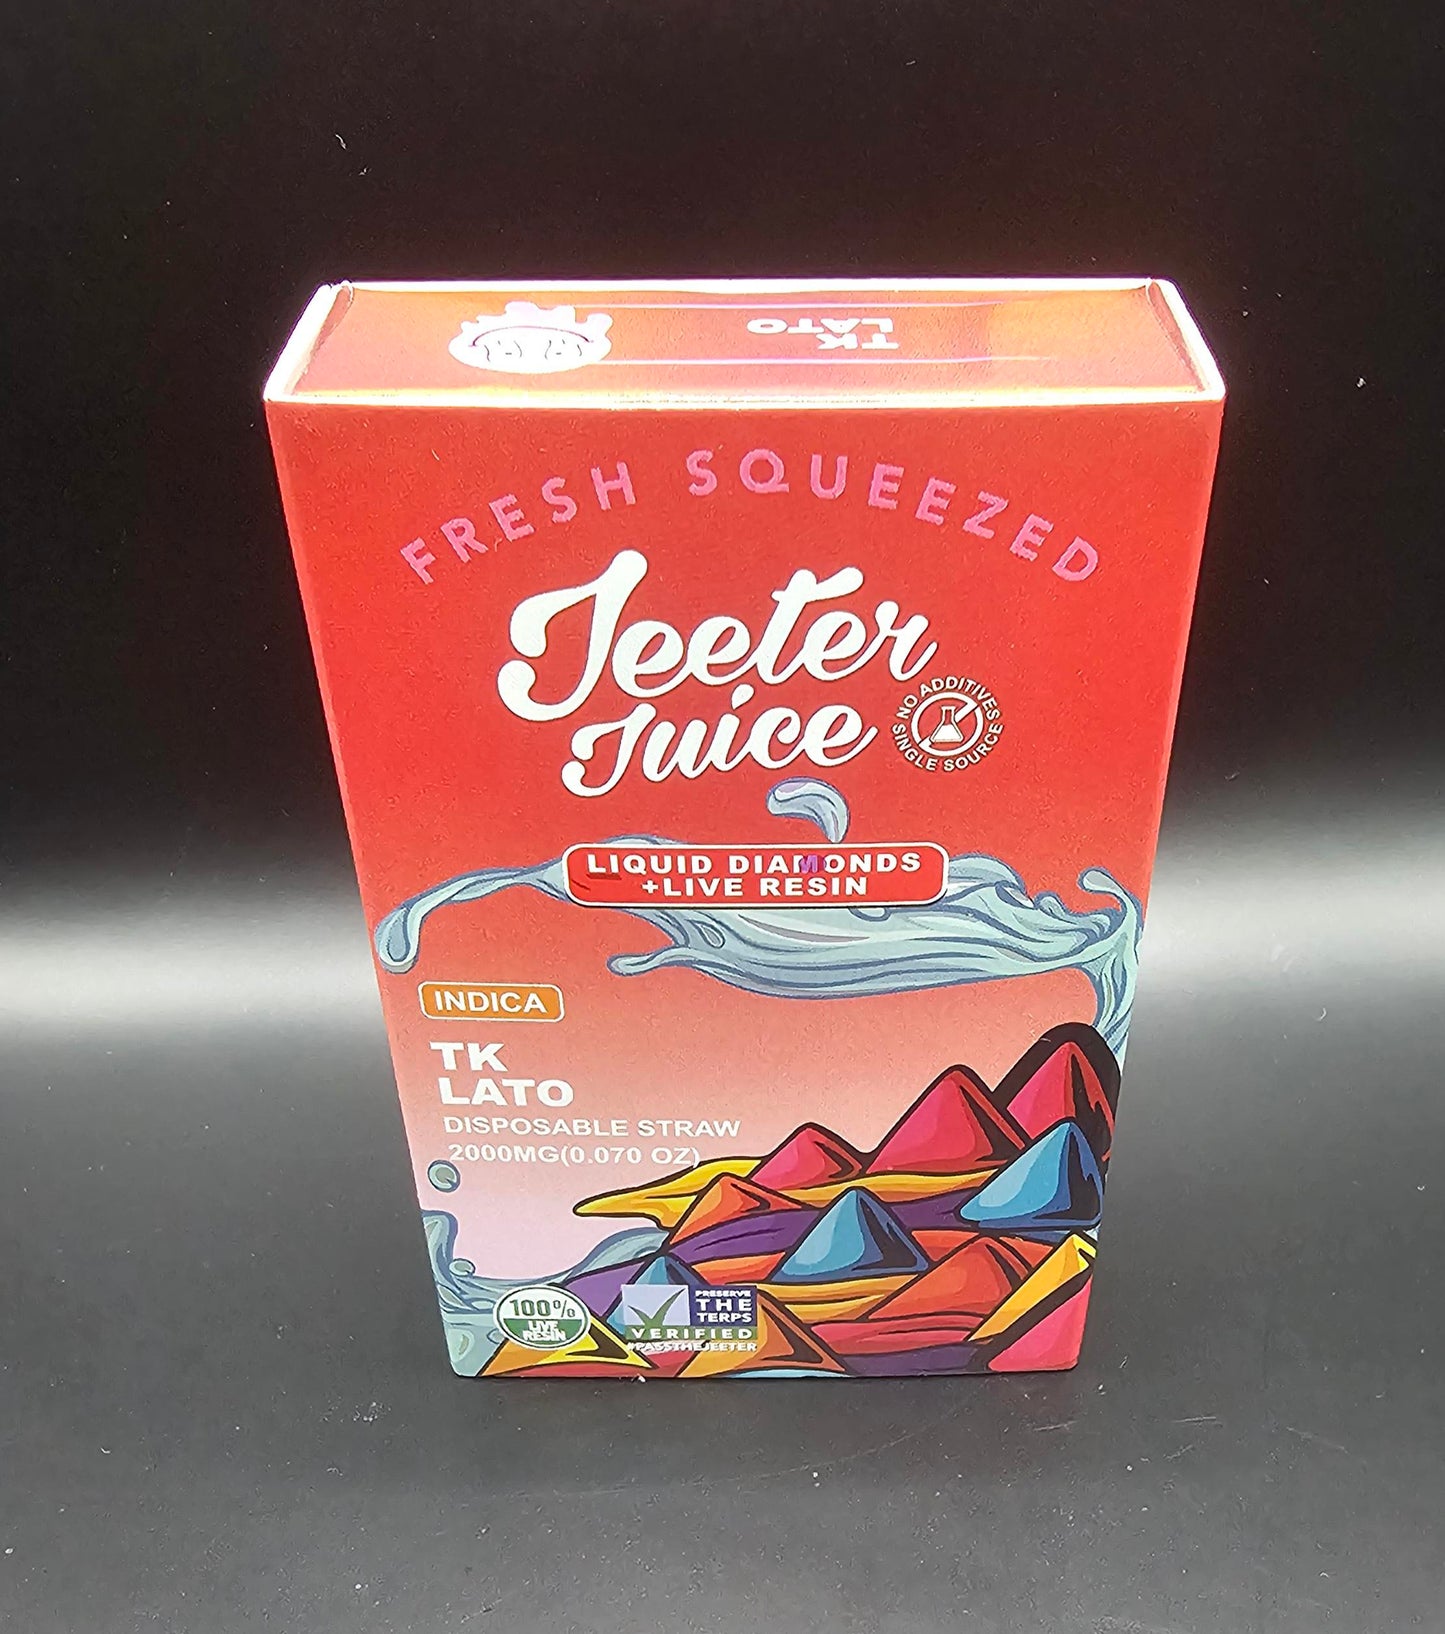 TK
LATO
FRESH SQUEEZED
Jeeter
Juice
NO ADDITIVES
SINGLE SOURCE
LIQUID DIAMONDS
+LIVE RESIN
INDICA
TK
LATO
DISPOSABLE STRAW
2000MG(0.070 OZ)
100%
LIVE
RESIN
PRESERVE
THE
TERPS
VERIFIED
#PASSTHEJEETER